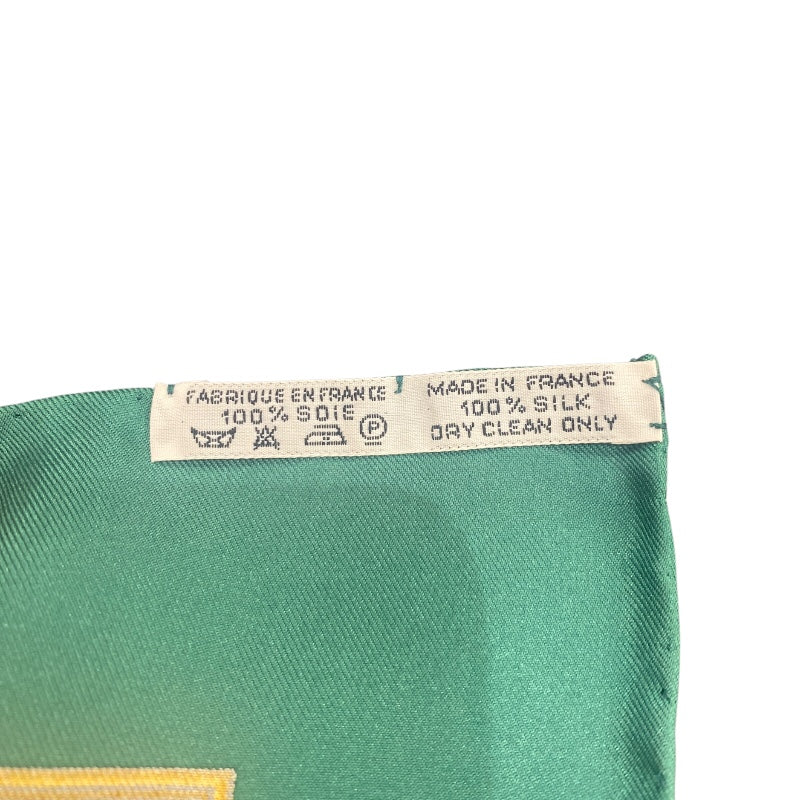 FABRIQUE EN FRANCE
100% SOIE
P
MADE IN FRANCE
100% SILK
DRY CLEAN ONLY